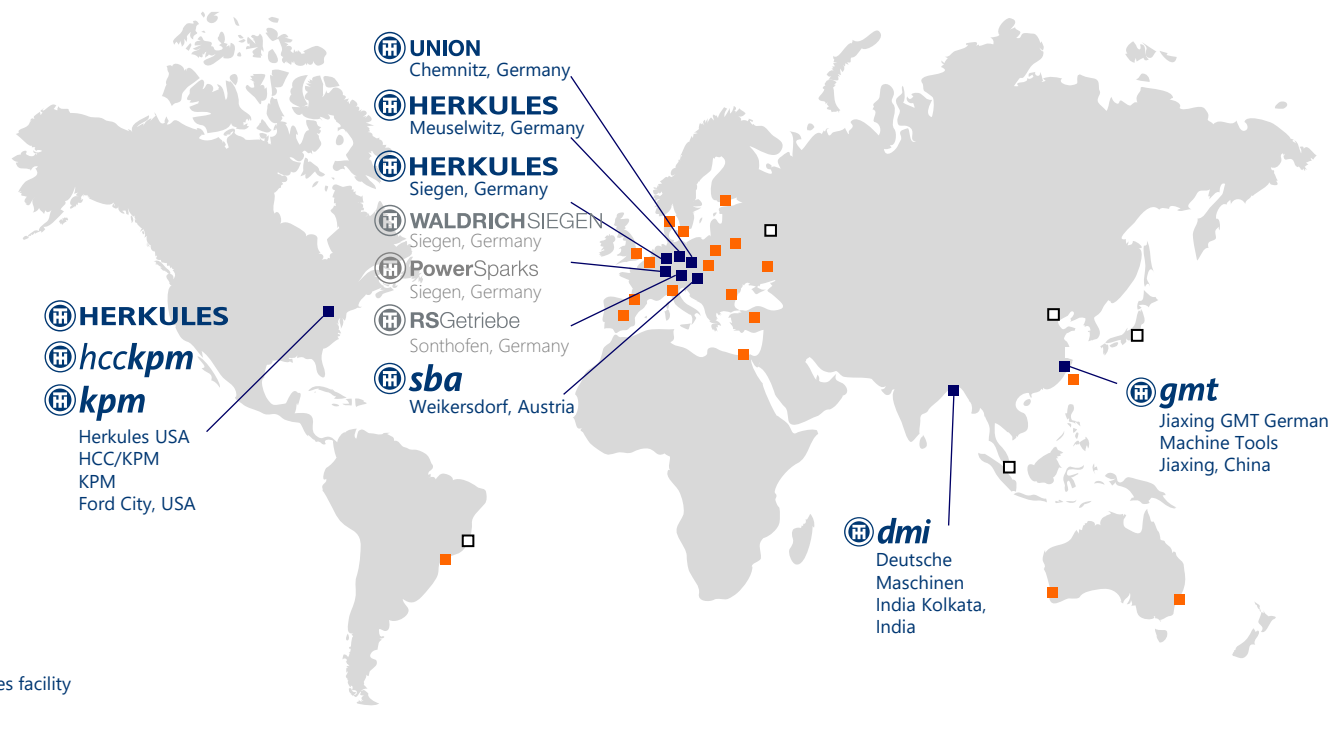 UNION
Chemnitz, Germany
HERKULES
Meuselwitz, Germany
HERKULES
Siegen, Germany
WALDRICHSIEGEN
Siegen, Germany
PowerSparks
Siegen, Germany
RSGetriebe
Sonthofen, Germany
sba
Weikersdorf, Austria
HERKULES
hcckpm
kpm
Herkules USA
HCC/KPM
KPM
Ford City, USA
gmt
Jiaxing GMT German
Machine Tools
Jiaxing, China
dmi
Deutsche
Maschinen
India Kolkata,
India
es facility